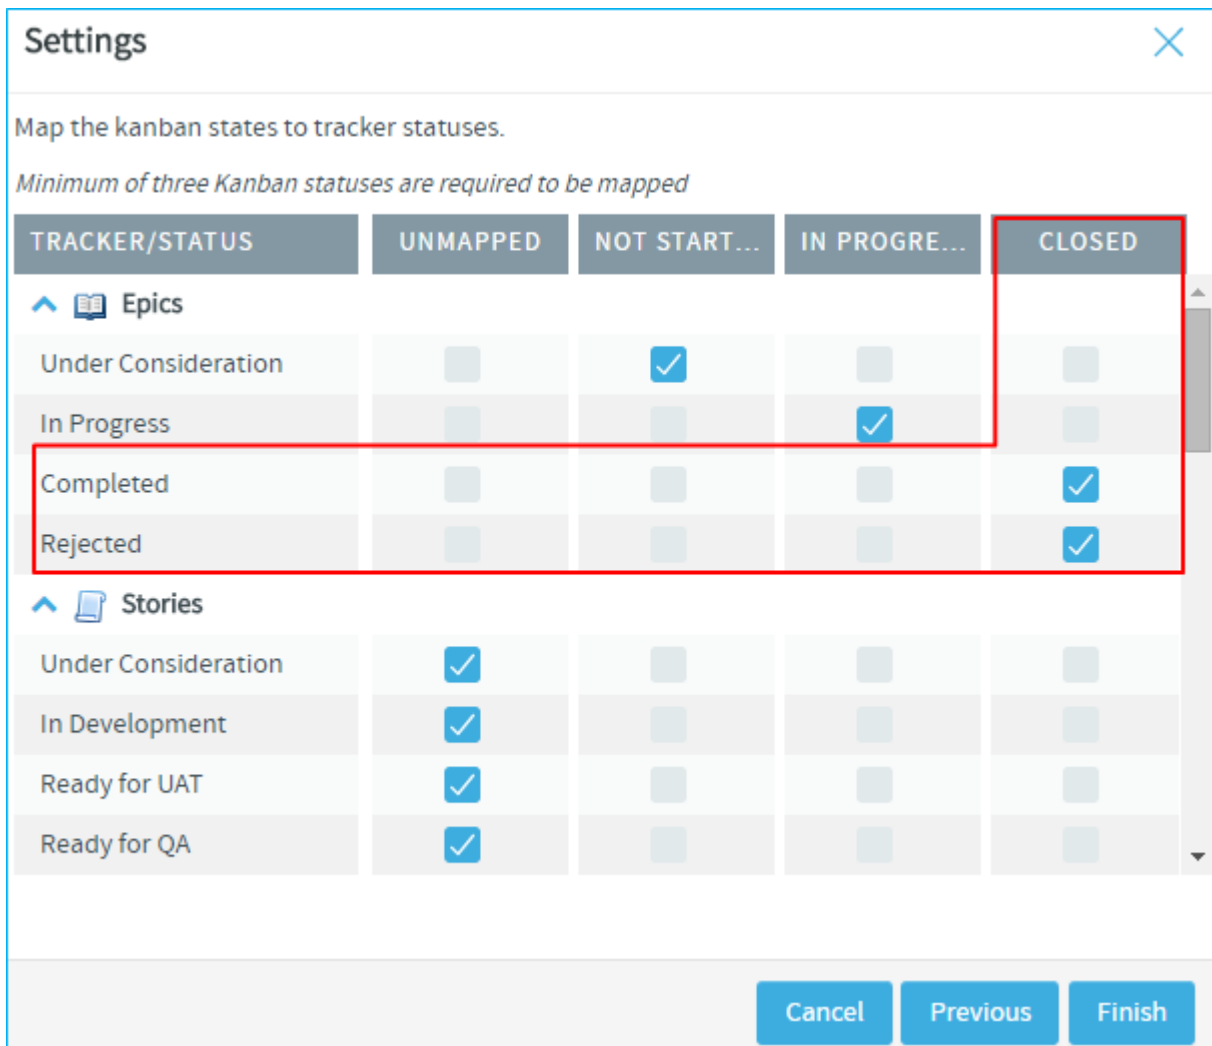 Settings
Map the kanban states to tracker statuses.
Minimum of three Kanban statuses are required to be mapped
TRACKER/STATUS UNMAPPED NOT START... IN PROGRE... CLOSED
Epics
Under Consideration
In Progress
Completed
Rejected
Stories
Under Consideration
In Development
Ready for UAT
Ready for QA
Cancel Previous Finish